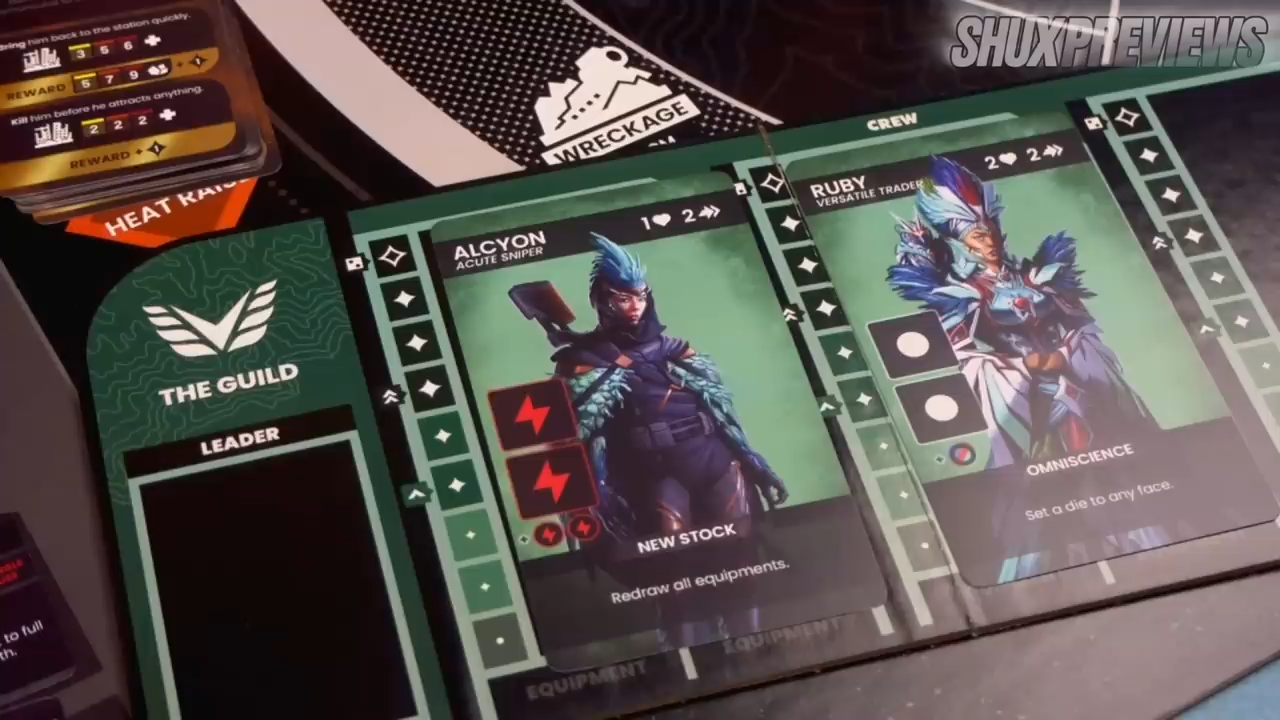 SHUXPREVIEWS
Bring him back to the station quickly.
3 5 6
REWARD 5 7 9 + 1
Kill him before he attracts anything.
2 2 2
REWARD + 1
HEAT
WRECKAGE
CREW
THE GUILD
LEADER
ALCYON
ACUTE SNIPER
1 2
NEW STOCK
Redraw all equipments.
RUBY
VERSATILE TRADER
2 2
OMNISCIENCE
Set a die to any face.
EQUIPMENT
EQUIPMENT
to full